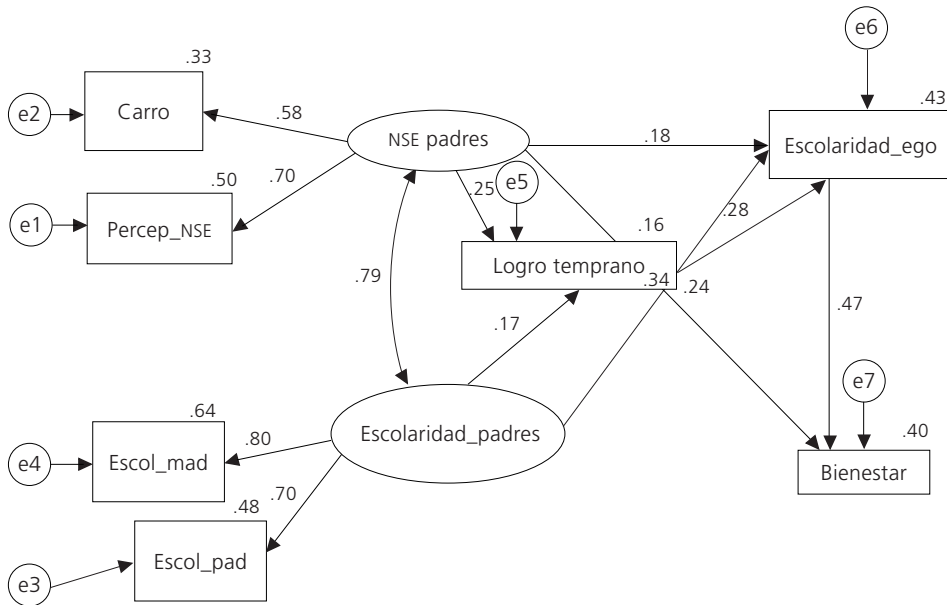 e6
.33
.43
e2
Carro
.58
NSE padres
.18
Escolaridad_ego
.50
.70
.25
e5
.28
e1
Percep_NSE
.16
Logro temprano
.79
.34
.24
.47
.17
e7
.64
.40
.80
Escolaridad_padres
e4
Escol_mad
Bienestar
.48
.70
Escol_pad
e3